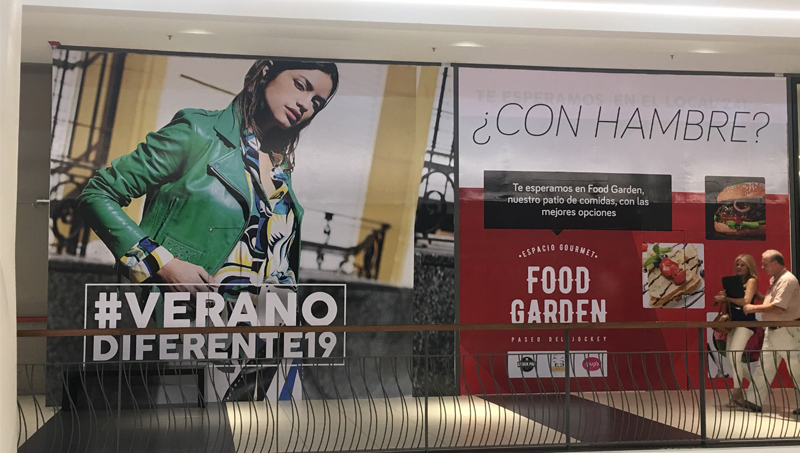 #VERANO
DIFERENTE19
TE ESPERAMOS EN EL LOCAL
¿CON HAMBRE?
Te esperamos en Food Garden,
nuestro patio de comidas, con las
mejores opciones
•ESPACIO GOURMET•
FOOD
GARDEN
PASEO DEL JOCKEY